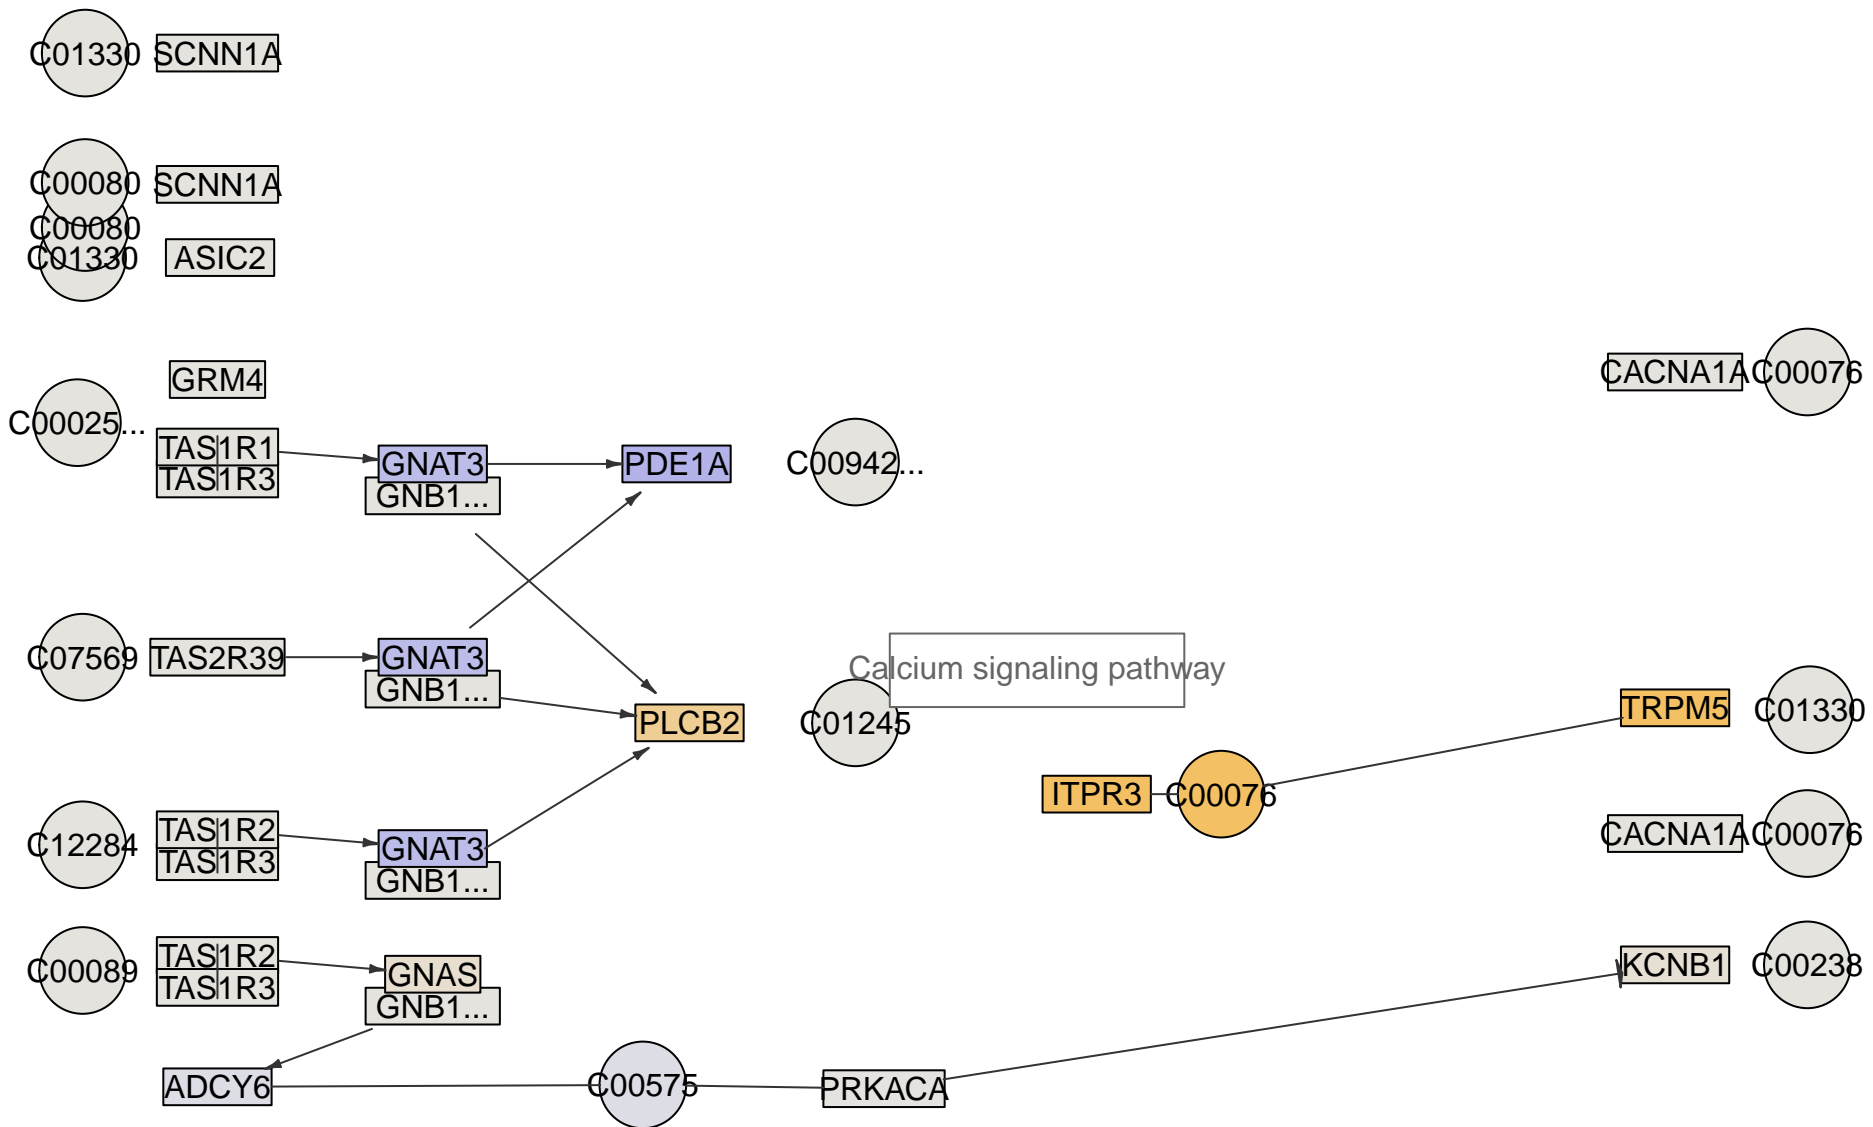 C01330 SCNN1A
C00080 SCNN1A
C00080
C01330 ASIC2
GRM4
CACNA1A C00076
C00025...
TAS1R1
GNAT3 PDE1A C00942...
TAS1R3
GNB1...
C07569 TAS2R39 GNAT3
Calcium signaling pathway
GNB1...
PLCB2 C01245
TRPM5 C01330
ITPR3 C00076
TAS1R2
C12284 GNAT3
CACNA1A C00076
TAS1R3
GNB1...
TAS1R2
C00089 GNAS
KCNB1 C00238
TAS1R3
GNB1...
ADCY6 C00575 PRKACA